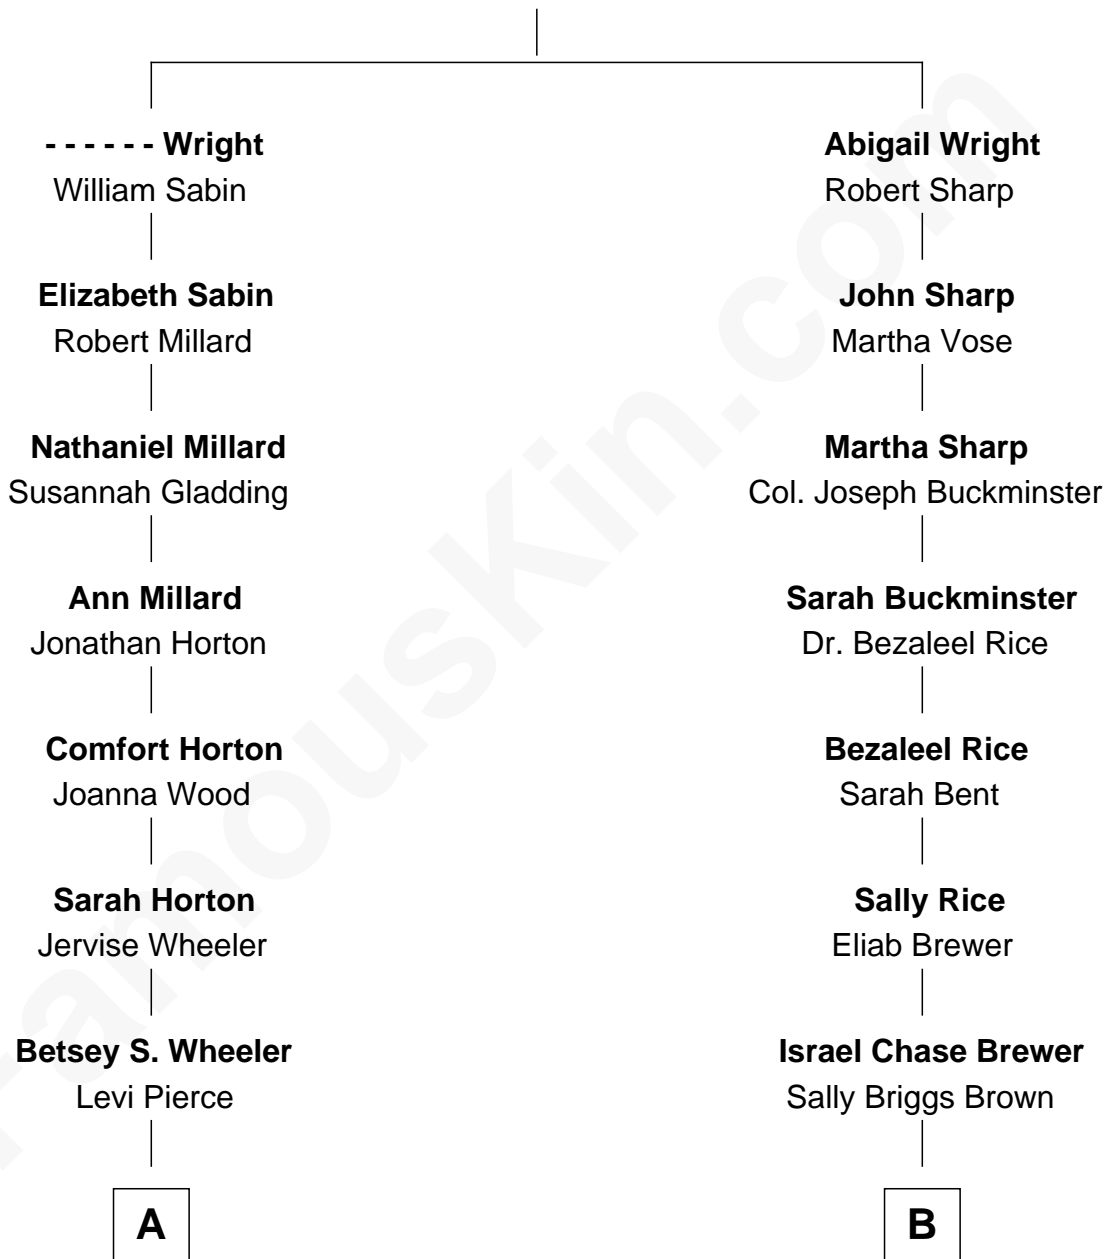 - - - - - - Wright
William Sabin
Elizabeth Sabin
Robert Millard
Nathaniel Millard
Susannah Gladding
Ann Millard
Jonathan Horton
Comfort Horton
Joanna Wood
Sarah Horton
Jervise Wheeler
Betsey S. Wheeler
Levi Pierce
A
Abigail Wright
Robert Sharp
John Sharp
Martha Vose
Martha Sharp
Col. Joseph Buckminster
Sarah Buckminster
Dr. Bezaleel Rice
Bezaleel Rice
Sarah Bent
Sally Rice
Eliab Brewer
Israel Chase Brewer
Sally Briggs Brown
B
FamousKin.com